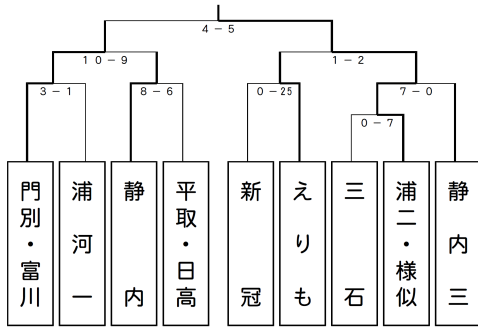 4－5
10－9
1－2
3－1
8－6
0－25
7－0
0－7
門別・富川
浦河一
静内
平取・日高
新冠
えりも
三石
浦二・様似
静内三